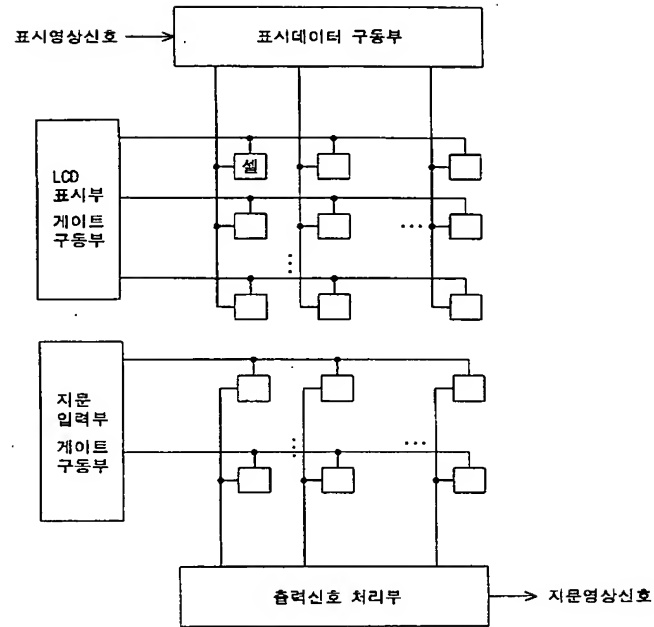 표시영상신호
표시데이터 구동부
셀
LCD
표시부
게이트
구동부
...
지문
입력부
게이트
구동부
...
출력신호 처리부
지문영상신호